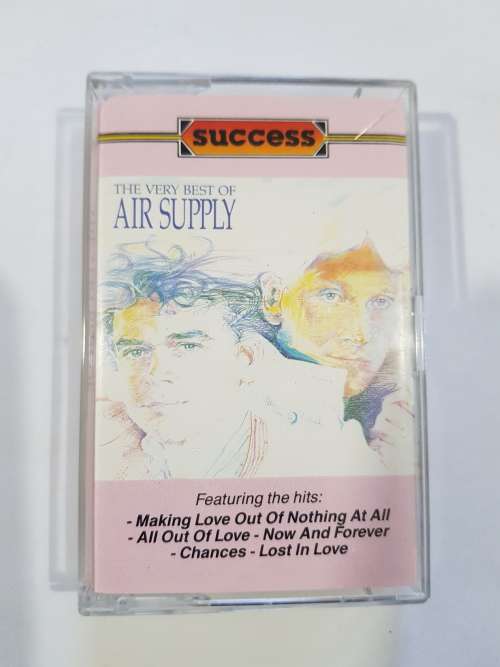 success
THE VERY BEST OF
AIR SUPPLY
Featuring the hits:
- Making Love Out Of Nothing At All
- All Out Of Love - Now And Forever
- Chances - Lost In Love